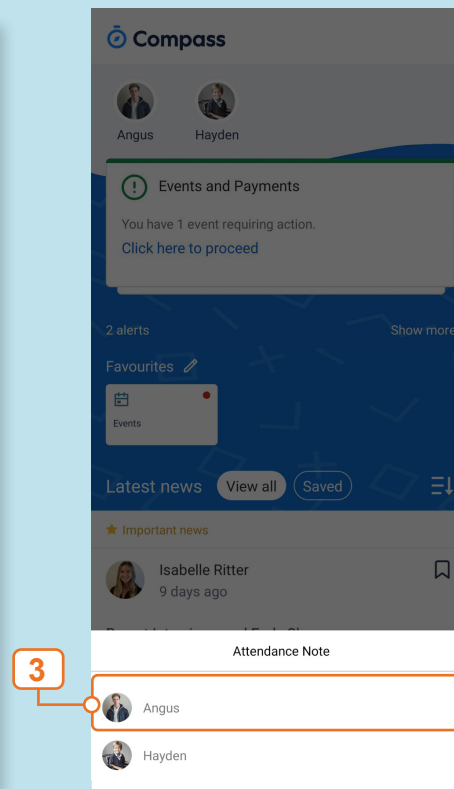 Compass
Angus Hayden
Events and Payments
You have 1 event requiring action.
Click here to proceed
2 alerts Show more
Favourites
Events
Latest news View all Saved
Important news
Isabelle Ritter
9 days ago
Attendance Note
3
Angus
Hayden